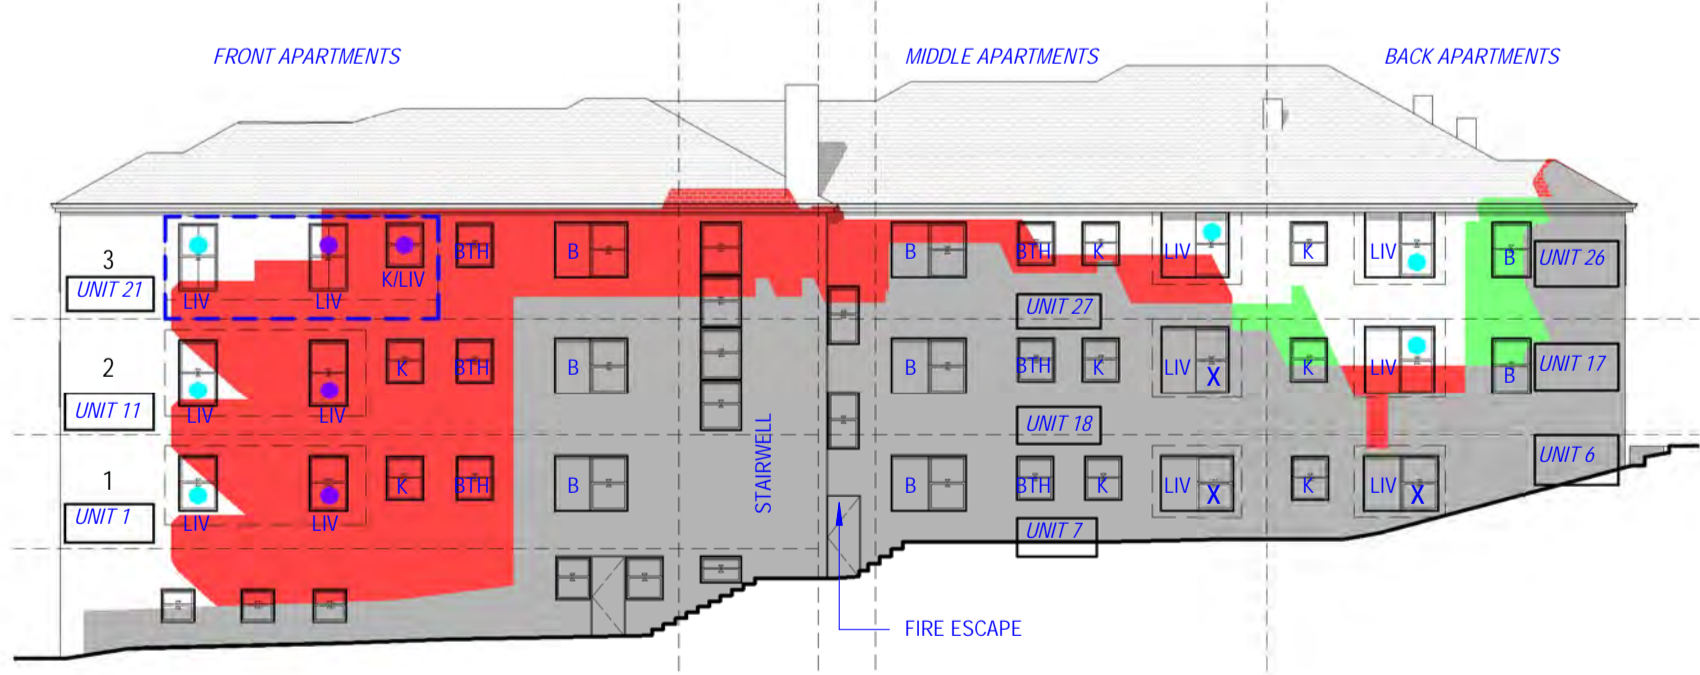 FRONT APARTMENTS
MIDDLE APARTMENTS
BACK APARTMENTS
3
UNIT 21
LIV
LIV
K/LIV
BTH
B
B
BTH
K
LIV
K
LIV
B
UNIT 26
UNIT 27
2
UNIT 11
LIV
LIV
K
BTH
B
B
BTH
K
LIV
X
K
LIV
B
UNIT 17
UNIT 18
1
UNIT 1
LIV
LIV
K
BTH
B
STAIRWELL
B
BTH
K
LIV
X
K
LIV
X
UNIT 6
UNIT 7
FIRE ESCAPE